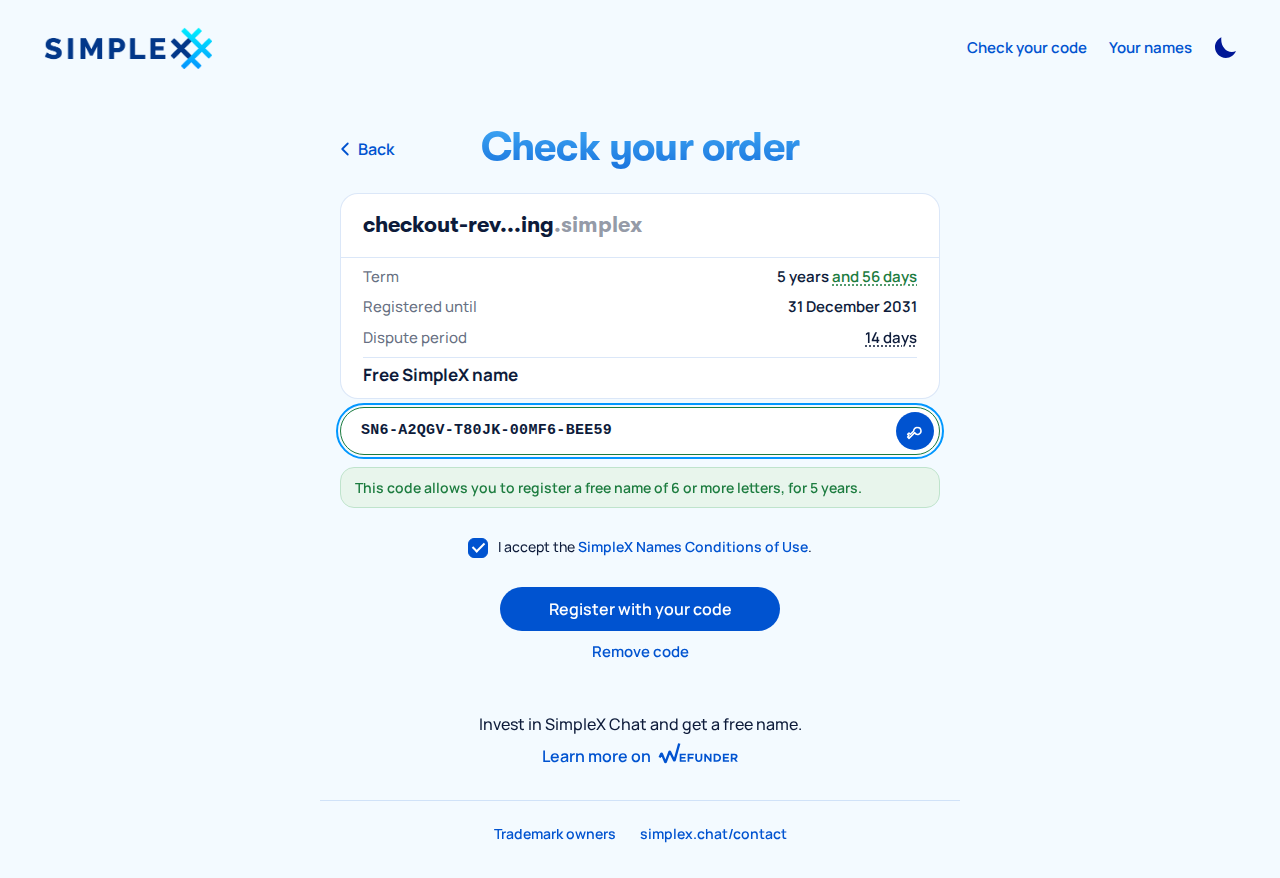 SIMPLEX
Check your code
Your names
Back
Check your order
checkout-rev...ing.simplex
Term
5 years and 56 days
Registered until
31 December 2031
Dispute period
14 days
Free SimpleX name
SN6-A2QGV-T80JK-00MF6-BEE59
This code allows you to register a free name of 6 or more letters, for 5 years.
I accept the SimpleX Names Conditions of Use.
Register with your code
Remove code
Invest in SimpleX Chat and get a free name.
Learn more on WEFUNDER
Trademark owners
simplex.chat/contact